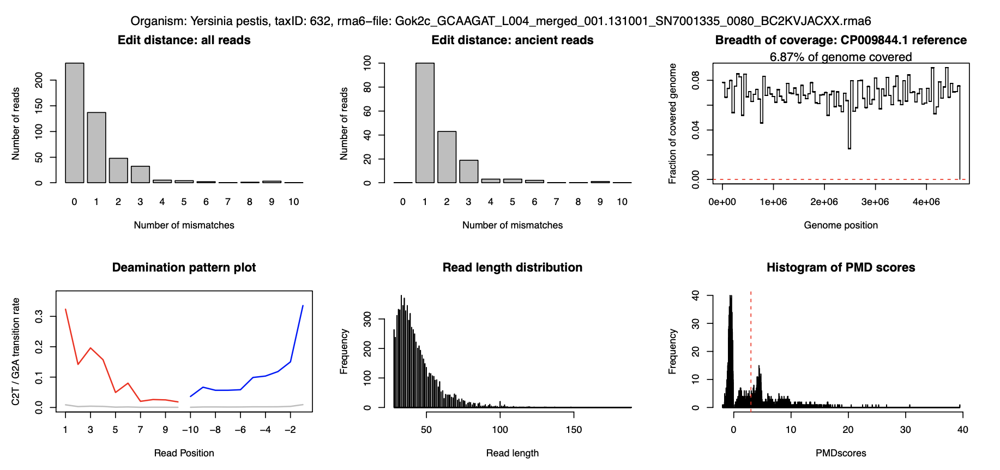 Organism: Yersinia pestis, taxID: 632, rma6−file: Gok2c_GCAAGAT_L004_merged_001.131001_SN7001335_0080_BC2KVJACXX.rma6
Edit distance: all reads
Number of reads
0 50 100 150 200
0 1 2 3 4 5 6 7 8 9 10
Number of mismatches
Edit distance: ancient reads
Number of reads
0 20 40 60 80 100
0 1 2 3 4 5 6 7 8 9 10
Number of mismatches
Breadth of coverage: CP009844.1 reference
6.87% of genome covered
Fraction of covered genome
0.00 0.04 0.08
0e+00 1e+06 2e+06 3e+06 4e+06
Genome position
Deamination pattern plot
C2T / G2A transition rate
0.0 0.1 0.2 0.3
1 3 5 7 9 −10 −8 −6 −4 −2
Read Position
Read length distribution
Frequency
0 100 200 300
50 100 150
Read length
Histogram of PMD scores
Frequency
0 10 20 30 40
0 10 20 30 40
PMDscores